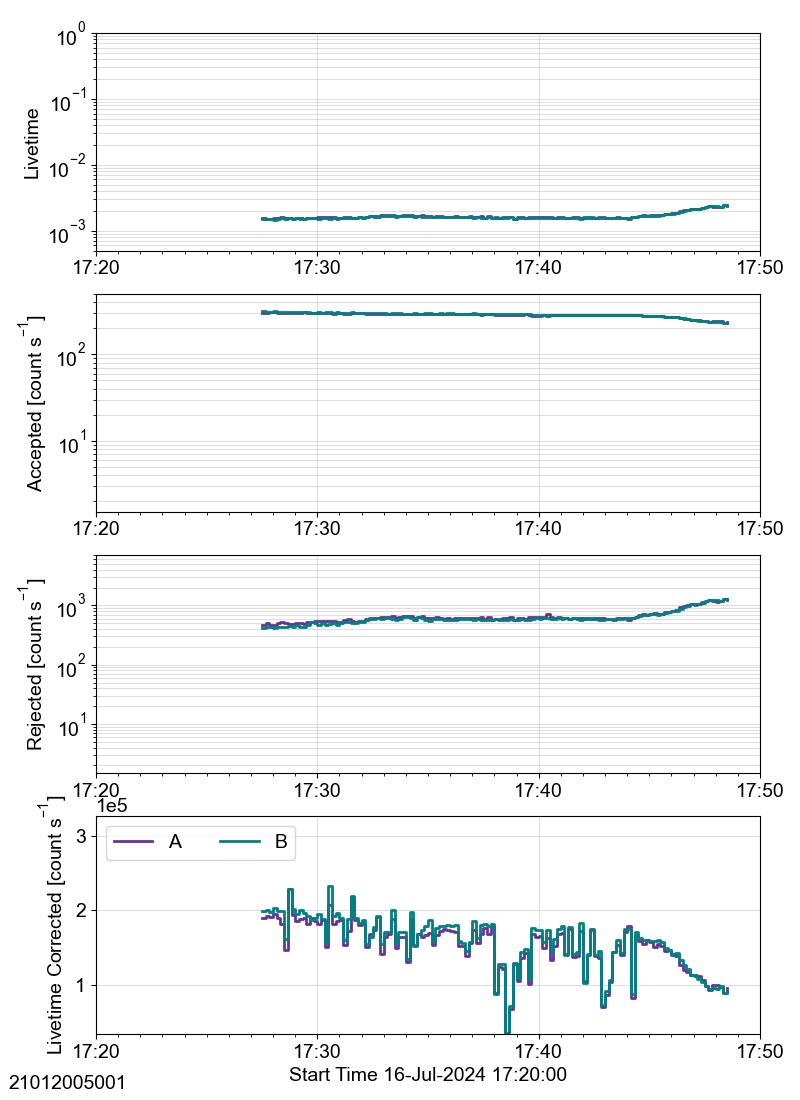 10^0
10^−1
10^−2
10^−3
Livetime
17:20 17:30 17:40 17:50
10^2
10^1
Accepted [count s^−1]
17:20 17:30 17:40 17:50
10^3
10^2
10^1
Rejected [count s^−1]
17:20 17:30 17:40 17:50
1e5
3
2
1
Livetime Corrected [count s^−1]
A B
17:20 17:30 17:40 17:50
Start Time 16-Jul-2024 17:20:00
21012005001